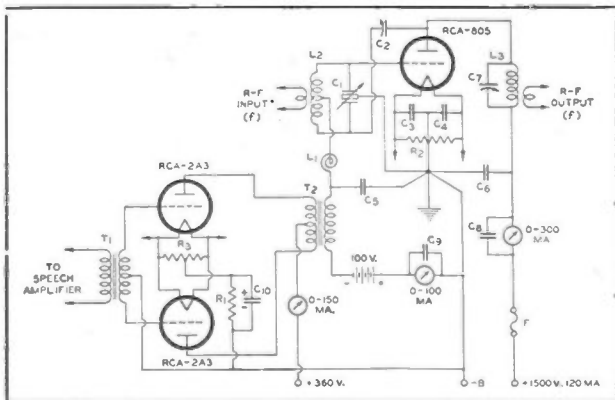 RCA-805
C2
L2
L3
C1
C7
R-F
INPUT*
(f)
R-F
OUTPUT
(f)
C3
C4
R2
L1
RCA-2A3
T2
C5
C6
T1
R3
C8
0-300
MA
100 V.
C9
TO
SPEECH
AMPLIFIER
R1
C10
0-150
MA.
0-100
MA
F
RCA-2A3
+360 V.
-B
+1500 V. 120 MA.